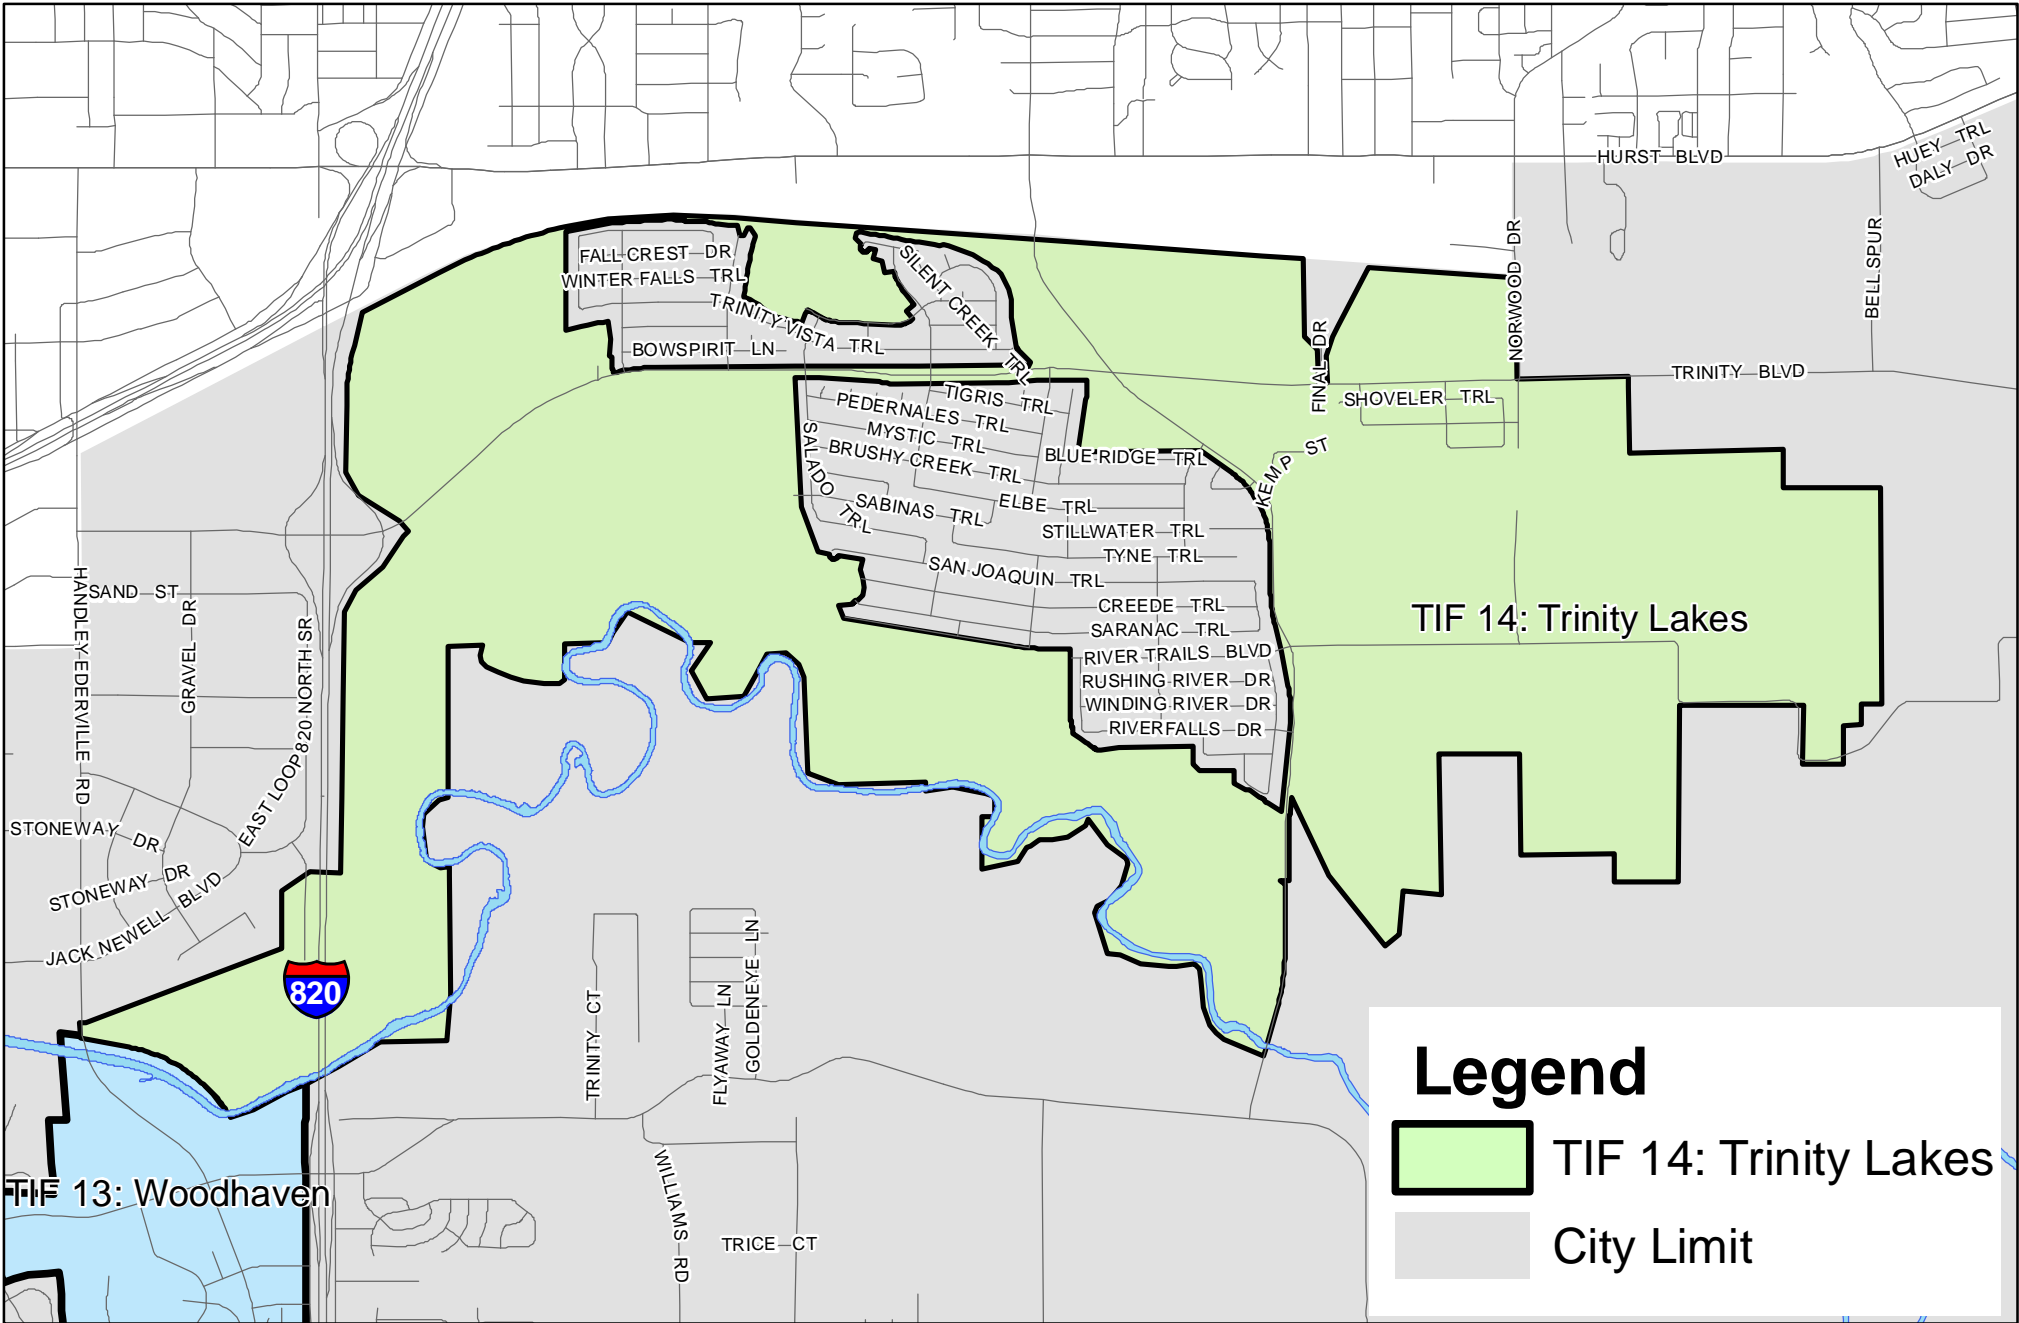 HURST BLVD
HUEY TRL
DALY DR
BELLSPUR
NORWOOD DR
FALL CREST DR
WINTER FALLS TRL
TRINITY VISTA TRL
BOWSPIRIT LN
SILENT CREEK TRL
TRINITY BLVD
FINAL DR
SHOVELER TRL
TIGRIS TRL
PEDERNALES TRL
MYSTIC TRL
BRUSHY CREEK TRL
BLUE RIDGE TRL
KEMP ST
SALADO TRL
SABINAS TRL
ELBE TRL
STILLWATER TRL
TYNE TRL
SAN JOAQUIN TRL
CREEDE TRL
SARANAC TRL
RIVER TRAILS BLVD
RUSHING RIVER DR
WINDING RIVER DR
RIVERFALLS DR
TIF 14: Trinity Lakes
HANDLEY EDERVILLE RD
SAND ST
GRAVEL DR
EAST LOOP 820 NORTH SR
STONEWAY DR
STONEWAY DR
JACK NEWELL BLVD
820
TRINITY CT
FLYAWAY LN
GOLDENEYE LN
WILLIAMS RD
TRICE CT
TIF 13: Woodhaven
Legend
TIF 14: Trinity Lakes
City Limit